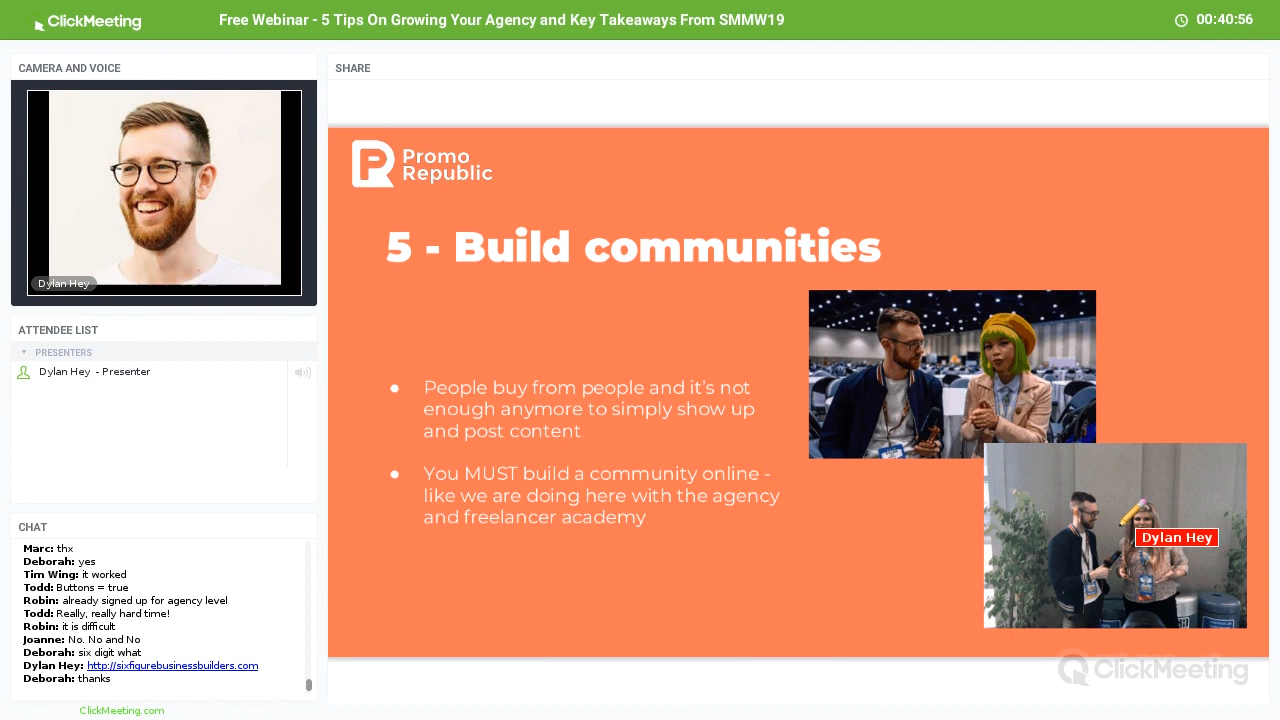 ClickMeeting
Free Webinar - 5 Tips On Growing Your Agency and Key Takeaways From SMMW19
00:40:56
CAMERA AND VOICE
Dylan Hey
ATTENDEE LIST
PRESENTERS
Dylan Hey - Presenter
CHAT
Marc: thx
Deborah: yes
Tim Wing: it worked
Todd: Buttons = true
Robin: already signed up for agency level
Todd: Really, really hard time!
Robin: it is difficult
Joanne: No. No and No
Deborah: six digit what
Dylan Hey: http://sixfigurebusinessbuilders.com
Deborah: thanks
ClickMeeting.com
SHARE
Promo
Republic
5 - Build communities
● People buy from people and it's not
enough anymore to simply show up
and post content
● You MUST build a community online -
like we are doing here with the agency
and freelancer academy
Dylan Hey
ClickMeeting